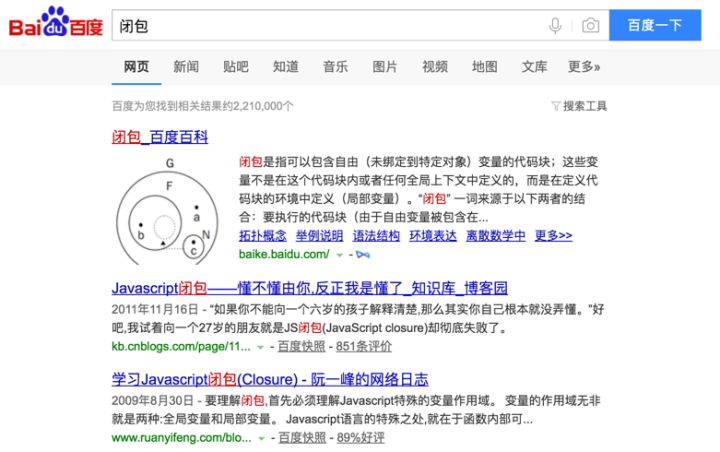 Bai du 百度
闭包
百度一下
网页 新闻 贴吧 知道 音乐 图片 视频 地图 文库 更多»
百度为您找到相关结果约2,210,000个
搜索工具
闭包_百度百科
G
F
a
b
N
c
闭包是指可以包含自由（未绑定到特定对象）变量的代码块；这些变
量不是在这个代码块内或者任何全局上下文中定义的，而是在定义代
码块的环境中定义（局部变量）。“闭包” 一词来源于以下两者的结
合：要执行的代码块（由于自由变量被包含在...
拓扑概念 举例说明 语法结构 环境表达 离散数学中 更多>>
baike.baidu.com/ -
Javascript闭包——懂不懂由你,反正我是懂了_知识库_博客园
2011年11月16日 - “如果你不能向一个六岁的孩子解释清楚,那么其实你自己根本就没弄懂。”好
吧,我试着向一个27岁的朋友就是JS闭包(JavaScript closure)却彻底失败了。
kb.cnblogs.com/page/11... - 百度快照 - 851条评价
学习Javascript闭包(Closure) - 阮一峰的网络日志
2009年8月30日 - 要理解闭包,首先必须理解Javascript特殊的变量作用域。 变量的作用域无非
就是两种:全局变量和局部变量。 Javascript语言的特殊之处,就在于函数内部可...
www.ruanyifeng.com/blo... - 百度快照 - 89%好评